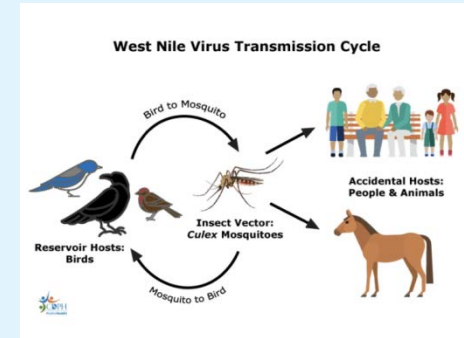 West Nile Virus Transmission Cycle
Bird to Mosquito
Accidental Hosts:
People & Animals
Insect Vector:
Culex Mosquitoes
Reservoir Hosts:
Birds
Mosquito to Bird
CDPH